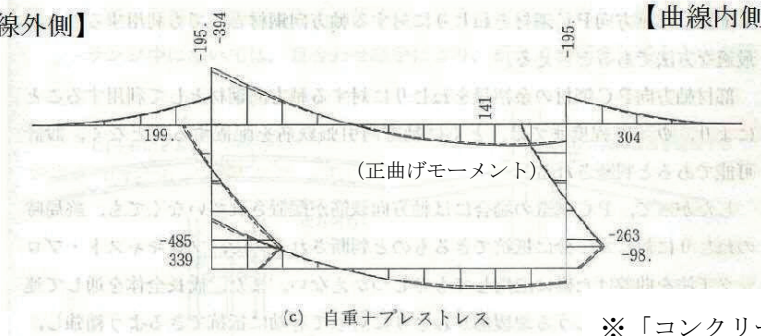 線外側】
【曲線内側
-195.
-394
-195
141
199
304
(正曲げモーメント)
-485
339
-263
-98.
(c) 自重+プレストレス
※「コンクリー